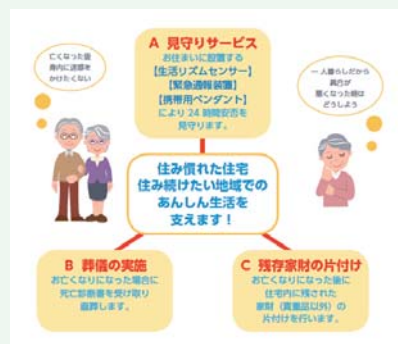 A 見守りサービス
お住まいに設置する
【生活リズムセンサー】
【緊急通報装置】
【携帯用ペンダント】
により24時間安否を
見守ります。
亡くなった後
身内に迷惑を
かけたくない
一人暮らしだから
具合が
悪くなった時は
どうしよう
住み慣れた住宅
住み続けたい地域での
あんしん生活を
支えます！
B 葬儀の実施
お亡くなりになった場合に
死亡診断書を受け取り
直葬します。
C 残存家財の片付け
お亡くなりになった後に
住宅内に残された
家財（貴重品以外）の
片付けを行います。